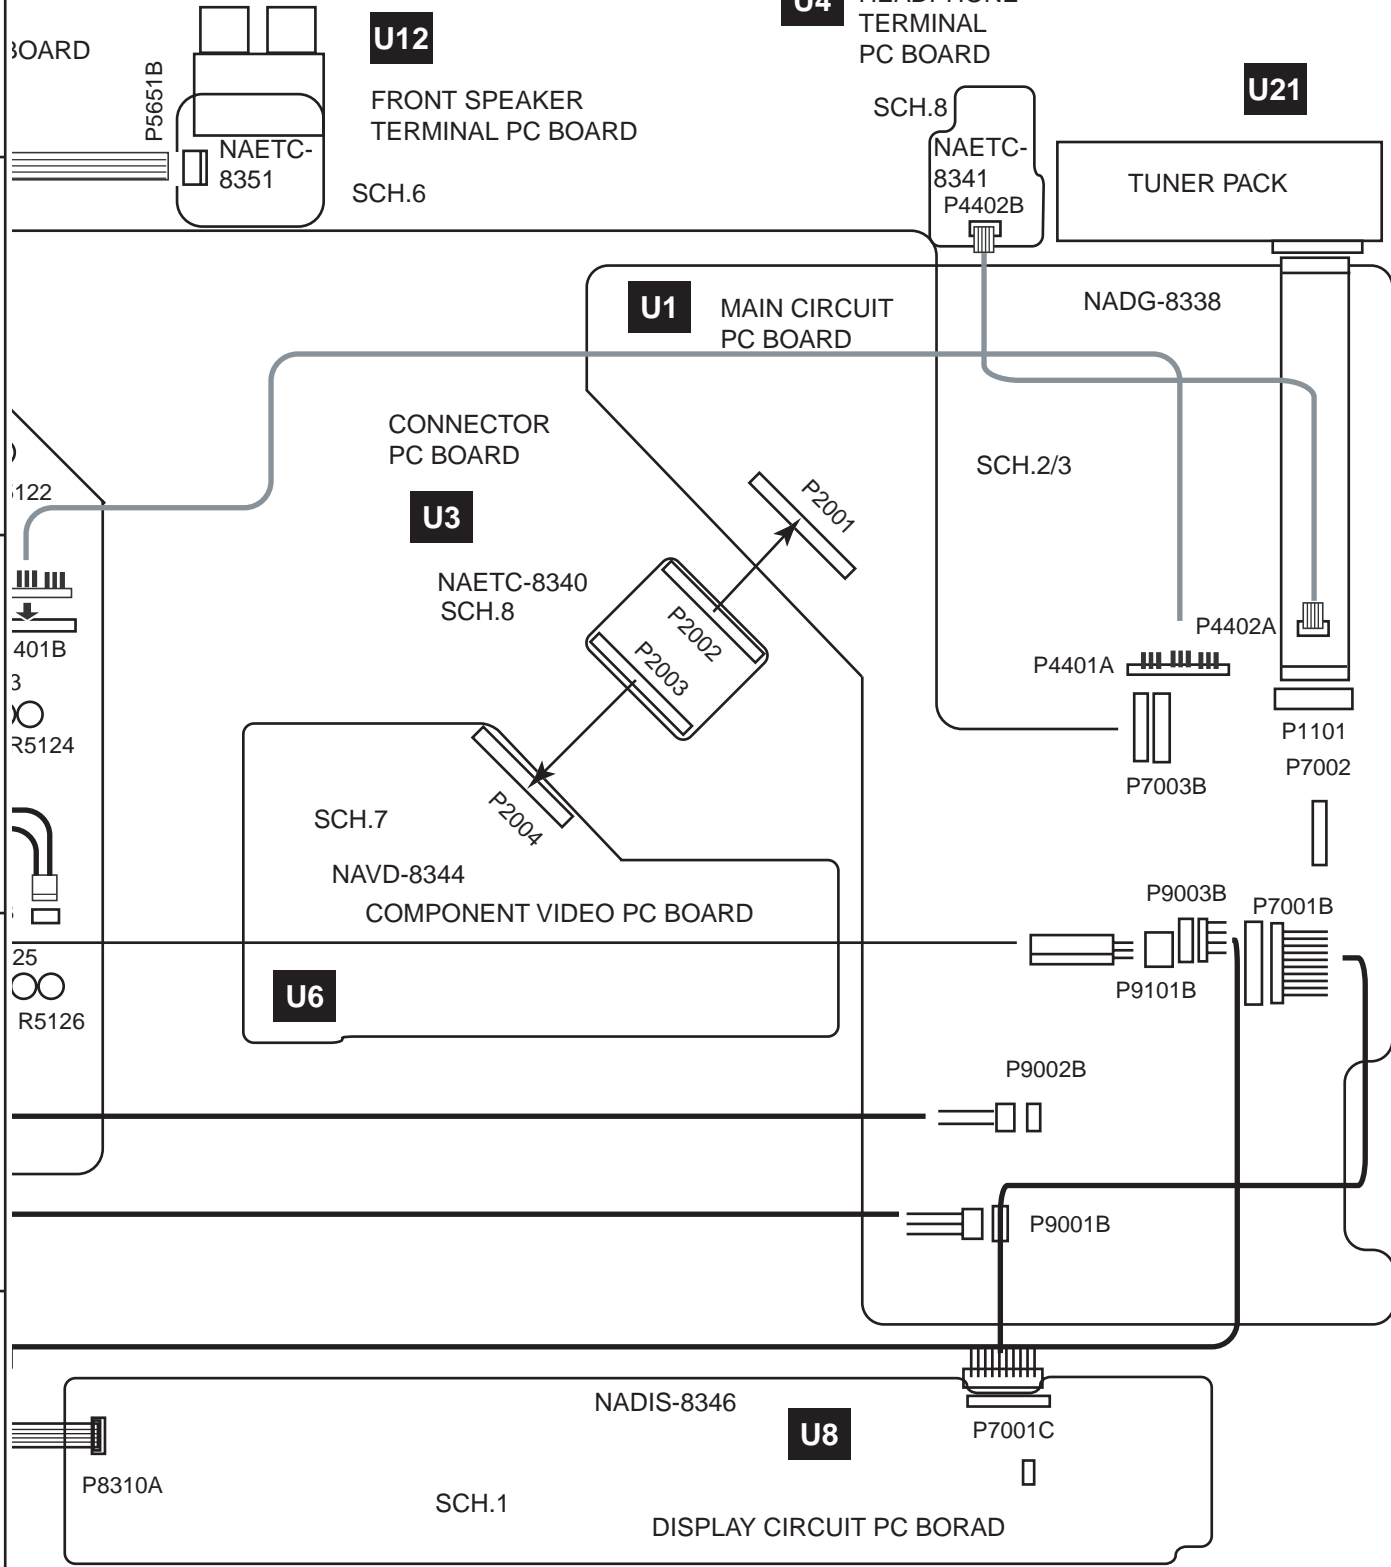 U4
TERMINAL
PC BOARD
U12
BOARD
P5651B
FRONT SPEAKER
TERMINAL PC BOARD
NAETC-
8351
SCH.6
SCH.8
NAETC-
8341
P4402B
U21
TUNER PACK
U1
MAIN CIRCUIT
PC BOARD
NADG-8338
CONNECTOR
PC BOARD
SCH.2/3
U3
P2001
NAETC-8340
SCH.8
P2002
P2003
P2004
401B
3
R5124
P4402A
P4401A
P1101
P7002
P7003B
SCH.7
NAVD-8344
COMPONENT VIDEO PC BOARD
U6
P9003B
P7001B
P9101B
25
R5126
P9002B
P9001B
NADIS-8346
U8
P7001C
P8310A
SCH.1
DISPLAY CIRCUIT PC BORAD